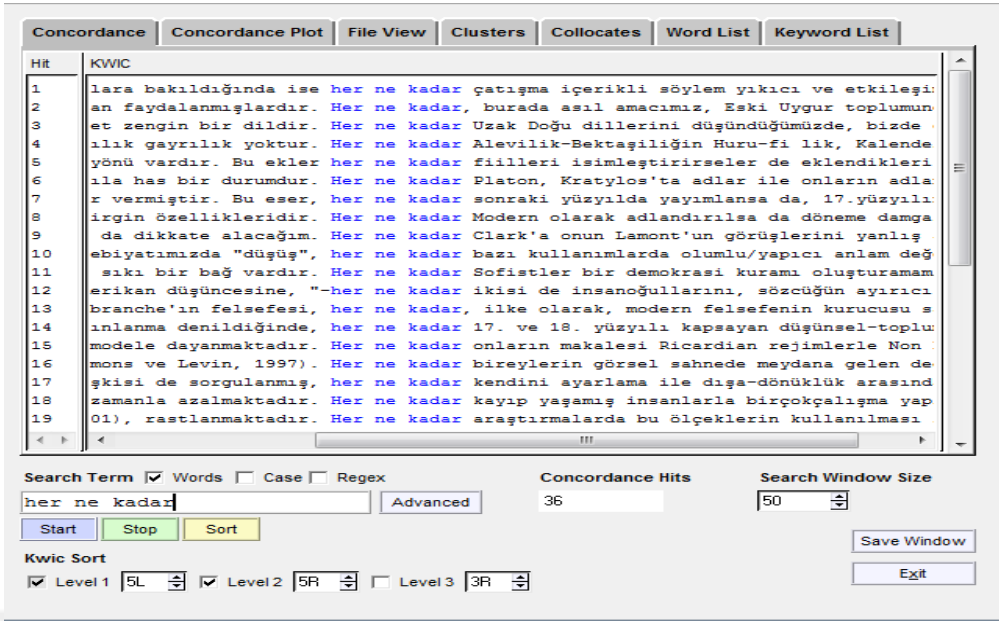 Concordance Concordance Plot File View Clusters Collocates Word List Keyword List
Hit KWIC
1 lara bakıldığında ise her ne kadar çatışma içerikli söylem yıkıcı ve etkileşi
2 an faydalanmışlardır. Her ne kadar, burada asıl amacımız, Eski Uygur toplumun
3 et zengin bir dildir. Her ne kadar Uzak Doğu dillerini düşündüğümüzde, bizde
4 ılık gayrılık yoktur. Her ne kadar Alevilik-Bektaşiliğin Huru-fi lik, Kalende
5 yönü vardır. Bu ekler her ne kadar fiilleri isimleştirirseler de eklendikleri
6 ıla has bir durumdur. Her ne kadar Platon, Kratylos'ta adlar ile onların adla
7 r vermiştir. Bu eser, her ne kadar sonraki yüzyılda yayımlansa da, 17.yüzyılı
8 irgin özellikleridir. Her ne kadar Modern olarak adlandırılsa da döneme damga
9 da dikkate alacağım. Her ne kadar Clark'a onun Lamont'un görüşlerini yanlış
10 ebiyatımızda "düşüş", her ne kadar bazı kullanımlarda olumlu/yapıcı anlam değ
11 sıkı bir bağ vardır. Her ne kadar Sofistler bir demokrasi kuramı oluşturamam
12 erikan düşüncesine, "-her ne kadar ikisi de insanoğullarını, sözcüğün ayırıcı
13 branche'ın felsefesi, her ne kadar, ilke olarak, modern felsefenin kurucusu s
14 ınlanma denildiğinde, her ne kadar 17. ve 18. yüzyılı kapsayan düşünsel-toplu
15 modele dayanmaktadır. Her ne kadar onların makalesi Ricardian rejimlerle Non
16 mons ve Levin, 1997). Her ne kadar bireylerin görsel sahnede meydana gelen de
17 şkisi de sorgulanmış, her ne kadar kendini ayarlama ile dışa-dönüklük arasınd
18 zamanla azalmaktadır. Her ne kadar kayıp yaşamış insanlarla birçokçalışma yap
19 01), rastlanmaktadır. Her ne kadar araştırmalarda bu ölçeklerin kullanılması
Search Term Words Case Regex Concordance Hits Search Window Size
her ne kadar Advanced 36 50
Start Stop Sort
Save Window
Kwic Sort
Level 1 5L Level 2 5R Level 3 3R Exit